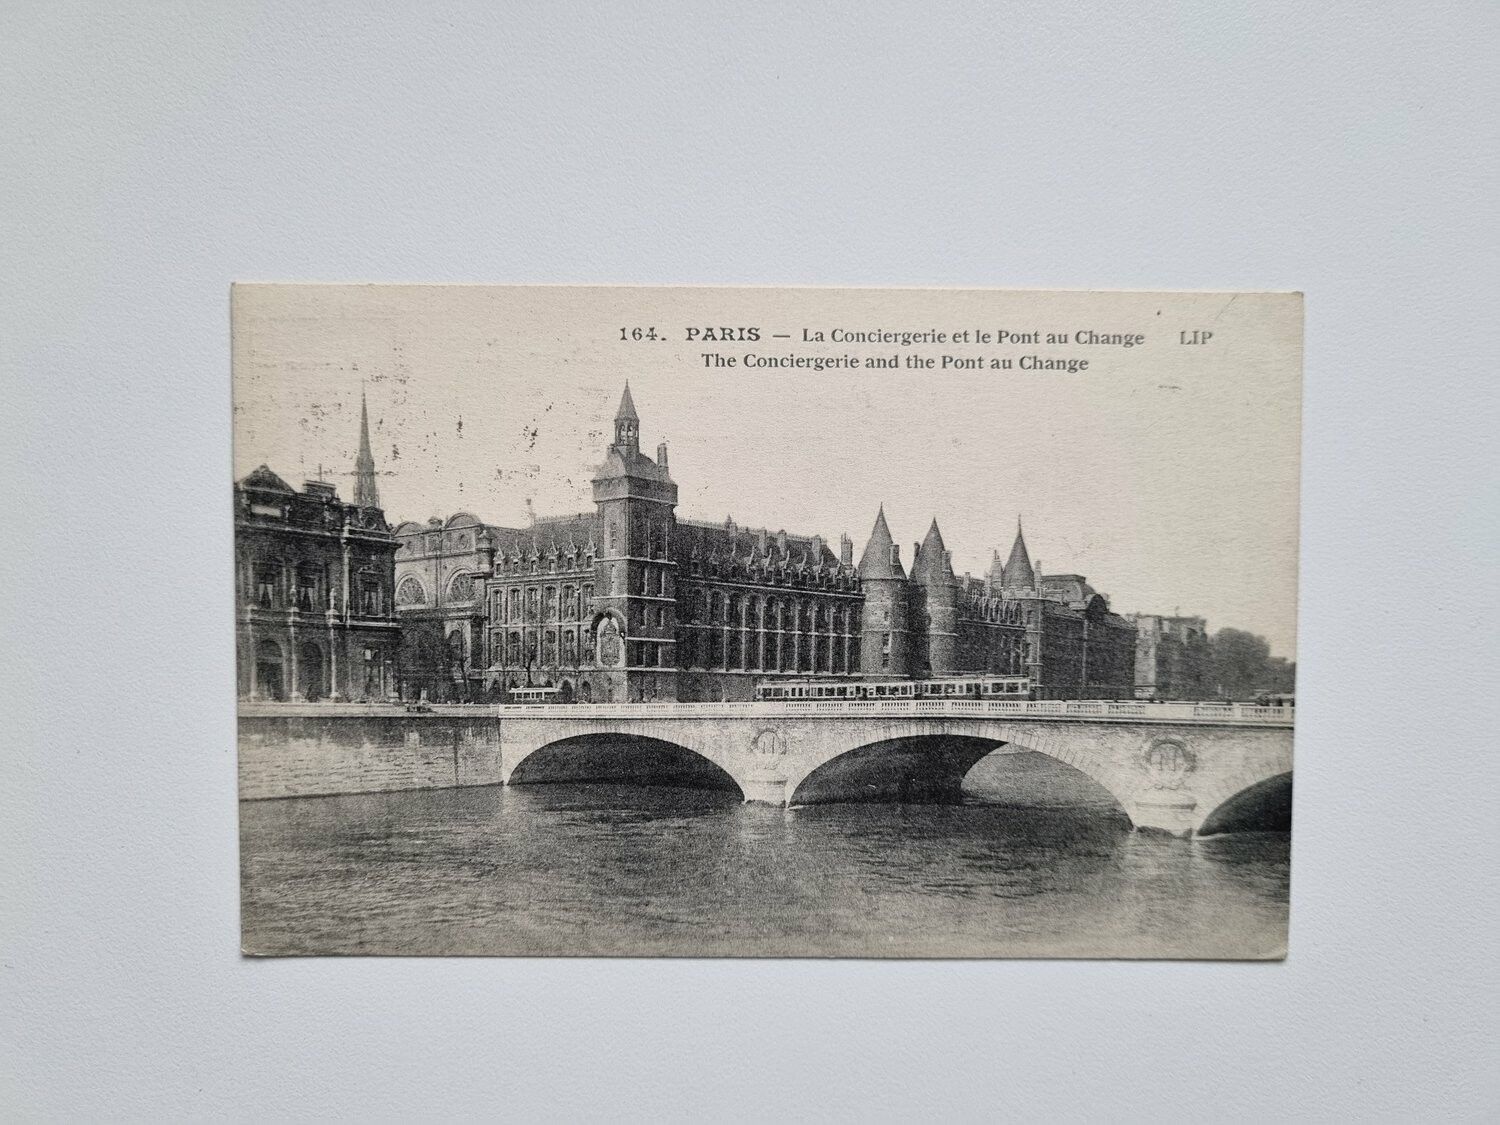 164. PARIS — La Conciergerie et le Pont au Change LIP
The Conciergerie and the Pont au Change